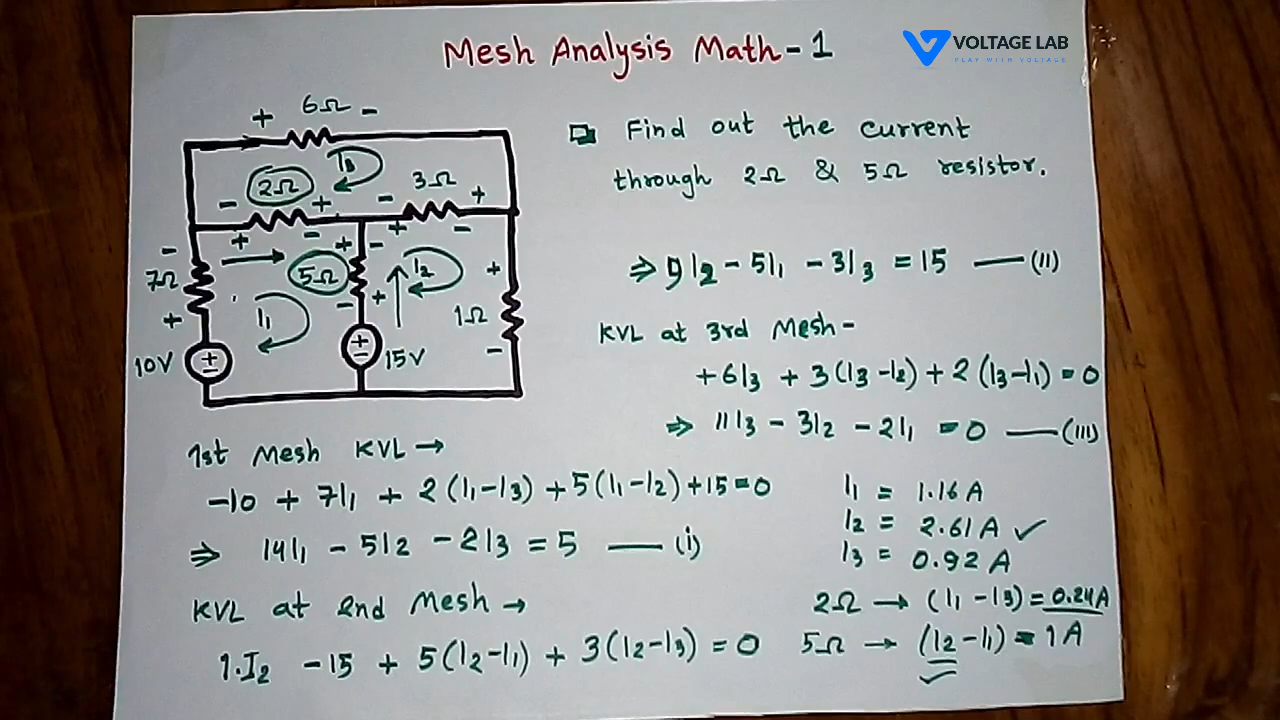 Mesh Analysis Math-1
VOLTAGE LAB
PLAY WITH VOLTAGE
+ 6Ω -
I3
2Ω
3Ω
- + - +
+ - + -
- + -
7Ω
5Ω
I2
+
- +
I1
1Ω
+
-
10V
+
-
+
-
15V
Find out the current
through 2Ω & 5Ω resistor.
⇒ 9I2 - 5I1 - 3I3 = 15 — (II)
KVL at 3rd Mesh -
+6I3 + 3(I3-I2) + 2(I3-I1) = 0
⇒ 11I3 - 3I2 - 2I1 = 0 — (III)
1st Mesh KVL →
-10 + 7I1 + 2(I1-I3) + 5(I1-I2) + 15 = 0
⇒ 14I1 - 5I2 - 2I3 = 5 — (i)
KVL at 2nd Mesh →
1.I2 - 15 + 5(I2-I1) + 3(I2-I3) = 0
I1 = 1.16A
I2 = 2.61A ✓
I3 = 0.92A
2Ω → (I1-I3) = 0.24A
5Ω → (I2-I1) = 1A